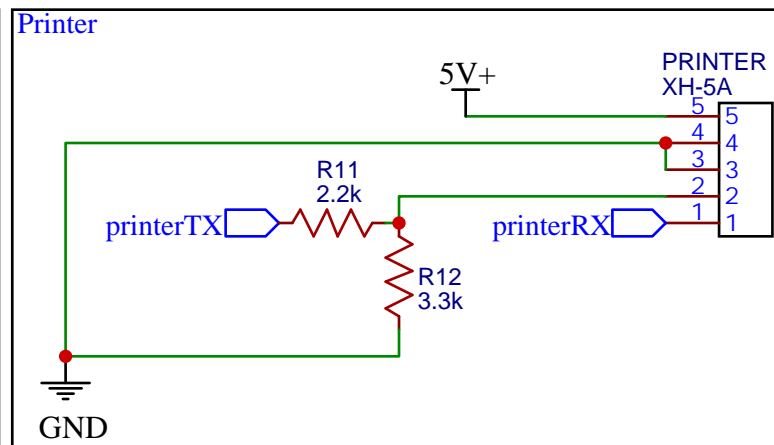 Printer
PRINTER
XH-5A
5V+
5 5
4 4
3 3
2 2
1 1
R11
2.2k
printerTX
printerRX
R12
3.3k
GND